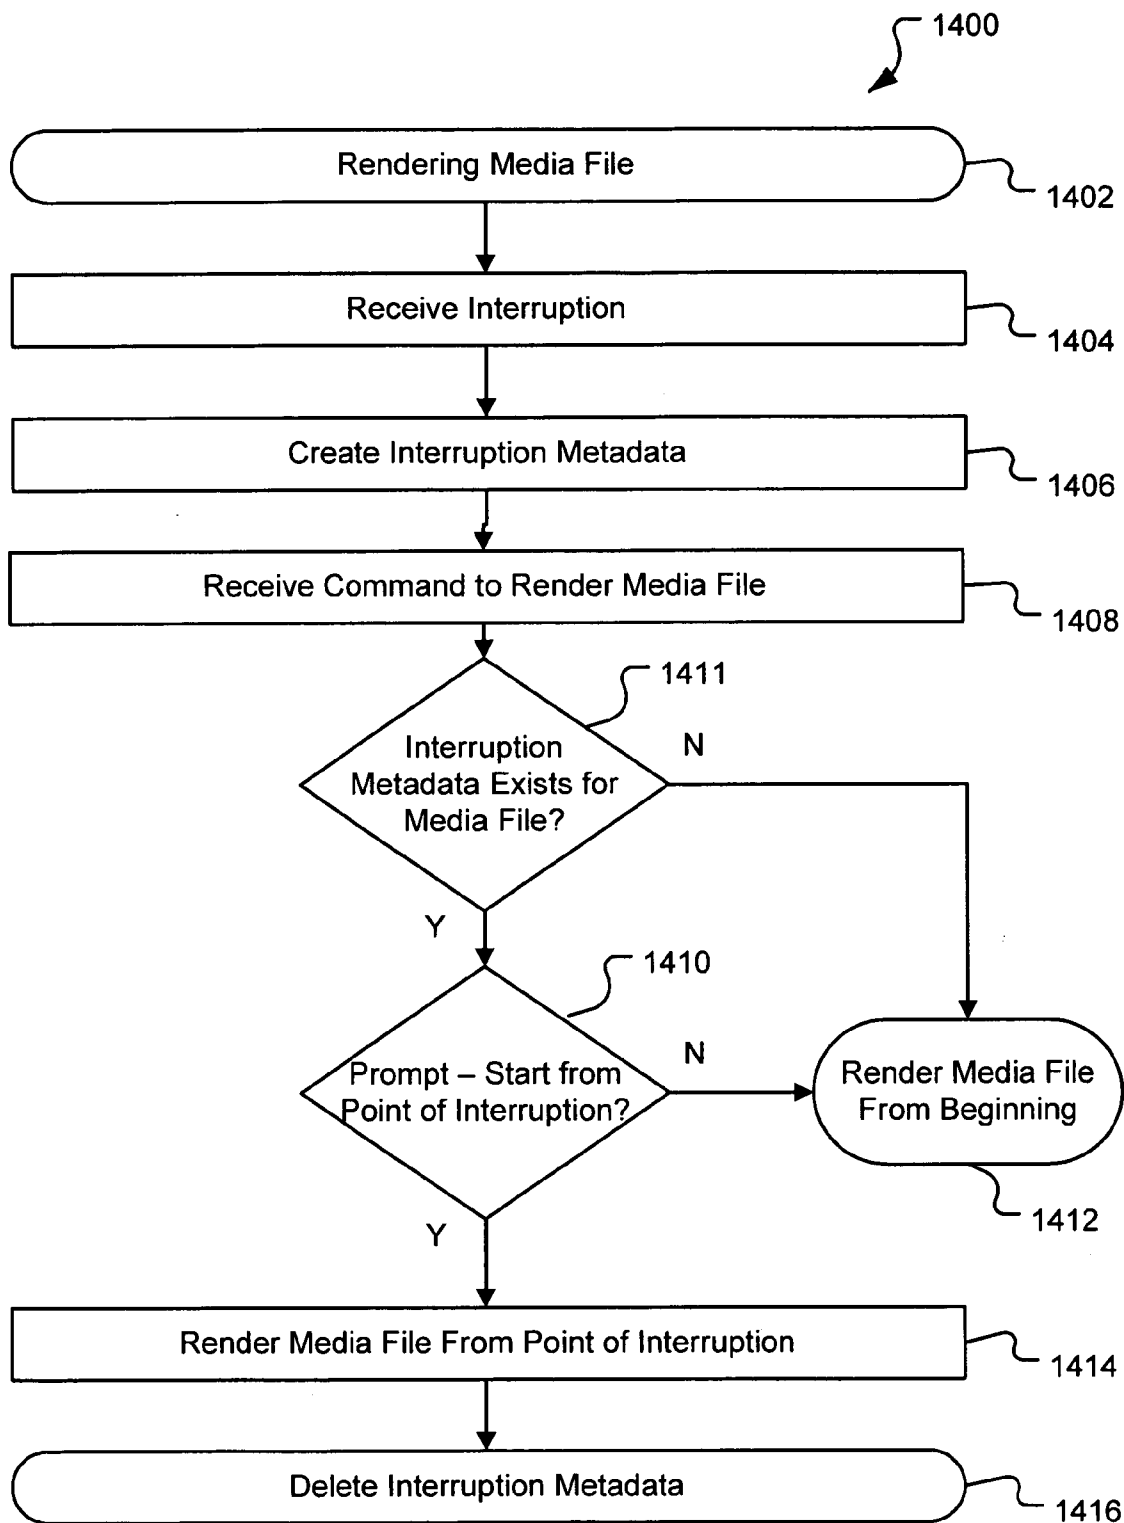 1400
Rendering Media File
1402
Receive Interruption
1404
Create Interruption Metadata
1406
Receive Command to Render Media File
1408
1411
Interruption
Metadata Exists for
Media File?
N
Y
1410
Prompt – Start from
Point of Interruption?
N
Render Media File
From Beginning
1412
Y
Render Media File From Point of Interruption
1414
Delete Interruption Metadata
1416